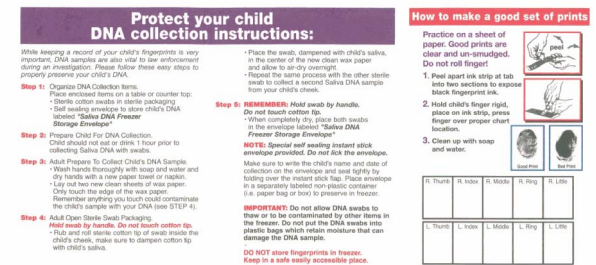 Protect your child
DNA collection instructions:
While keeping a record of your child's fingerprints is very
important, DNA samples are also vital to law enforcement
during an investigation. Please follow these easy steps to
properly preserve your child's DNA.
Step 1: Organize DNA Collection Items.
Place enclosed items on a table or counter top:
· Sterile cotton swabs in sterile packaging
· Self sealing envelope to store child's DNA
labeled "Saliva DNA Freezer
Storage Envelope"
Step 2: Prepare Child For DNA Collection.
Child should not eat or drink 1 hour prior to
collecting Saliva DNA with swabs.
Step 3: Adult Prepare To Collect Child's DNA Sample.
· Wash hands thoroughly with soap and water and
dry hands with a new paper towel or napkin.
· Lay out two new clean sheets of wax paper.
Only touch the edge of the wax paper.
Remember anything you touch could contaminate
the child's sample with your DNA (see STEP 4).
Step 4: Adult Open Sterile Swab Packaging.
Hold swab by handle. Do not touch cotton tip.
· Rub and roll sterile cotton tip of swab inside the
child's cheek, make sure to dampen cotton tip
with child's saliva.
· Place the swab, dampened with child's saliva,
in the center of the new clean wax paper
and allow to air-dry overnight.
· Repeat the same process with the other sterile
swab to collect a second Saliva DNA sample
from your child's cheek.
Step 5: REMEMBER: Hold swab by handle.
Do not touch cotton tip.
· When completely dry, place both swabs
in the envelope labeled "Saliva DNA
Freezer Storage Envelope"
NOTE: Special self sealing instant stick
envelope provided. Do not lick the envelope.
Make sure to write the child's name and date of
collection on the envelope and seal tightly by
folding over the instant stick flap. Place envelope
in a separately labeled non-plastic container
(i.e. paper bag or box) to preserve in freezer.
IMPORTANT: Do not allow DNA swabs to
thaw or to be contaminated by other items in
the freezer. Do not put the DNA swabs into
plastic bags which retain moisture that can
damage the DNA sample.
DO NOT store fingerprints in freezer.
Keep in a safe easily accessible place.
How to make a good set of prints
Practice on a sheet of
paper. Good prints are
clear and un-smudged.
Do not roll finger!
peel
1. Peel apart ink strip at tab
into two sections to expose
black fingerprint ink.
2. Hold child's finger rigid,
place on ink strip, press
finger over proper chart
location.
3. Clean up with soap
and water.
Good Print
Bad Print
R. Thumb R. Index R. Middle R. Ring R. Little
L. Thumb L. Index L. Middle L. Ring L. Little